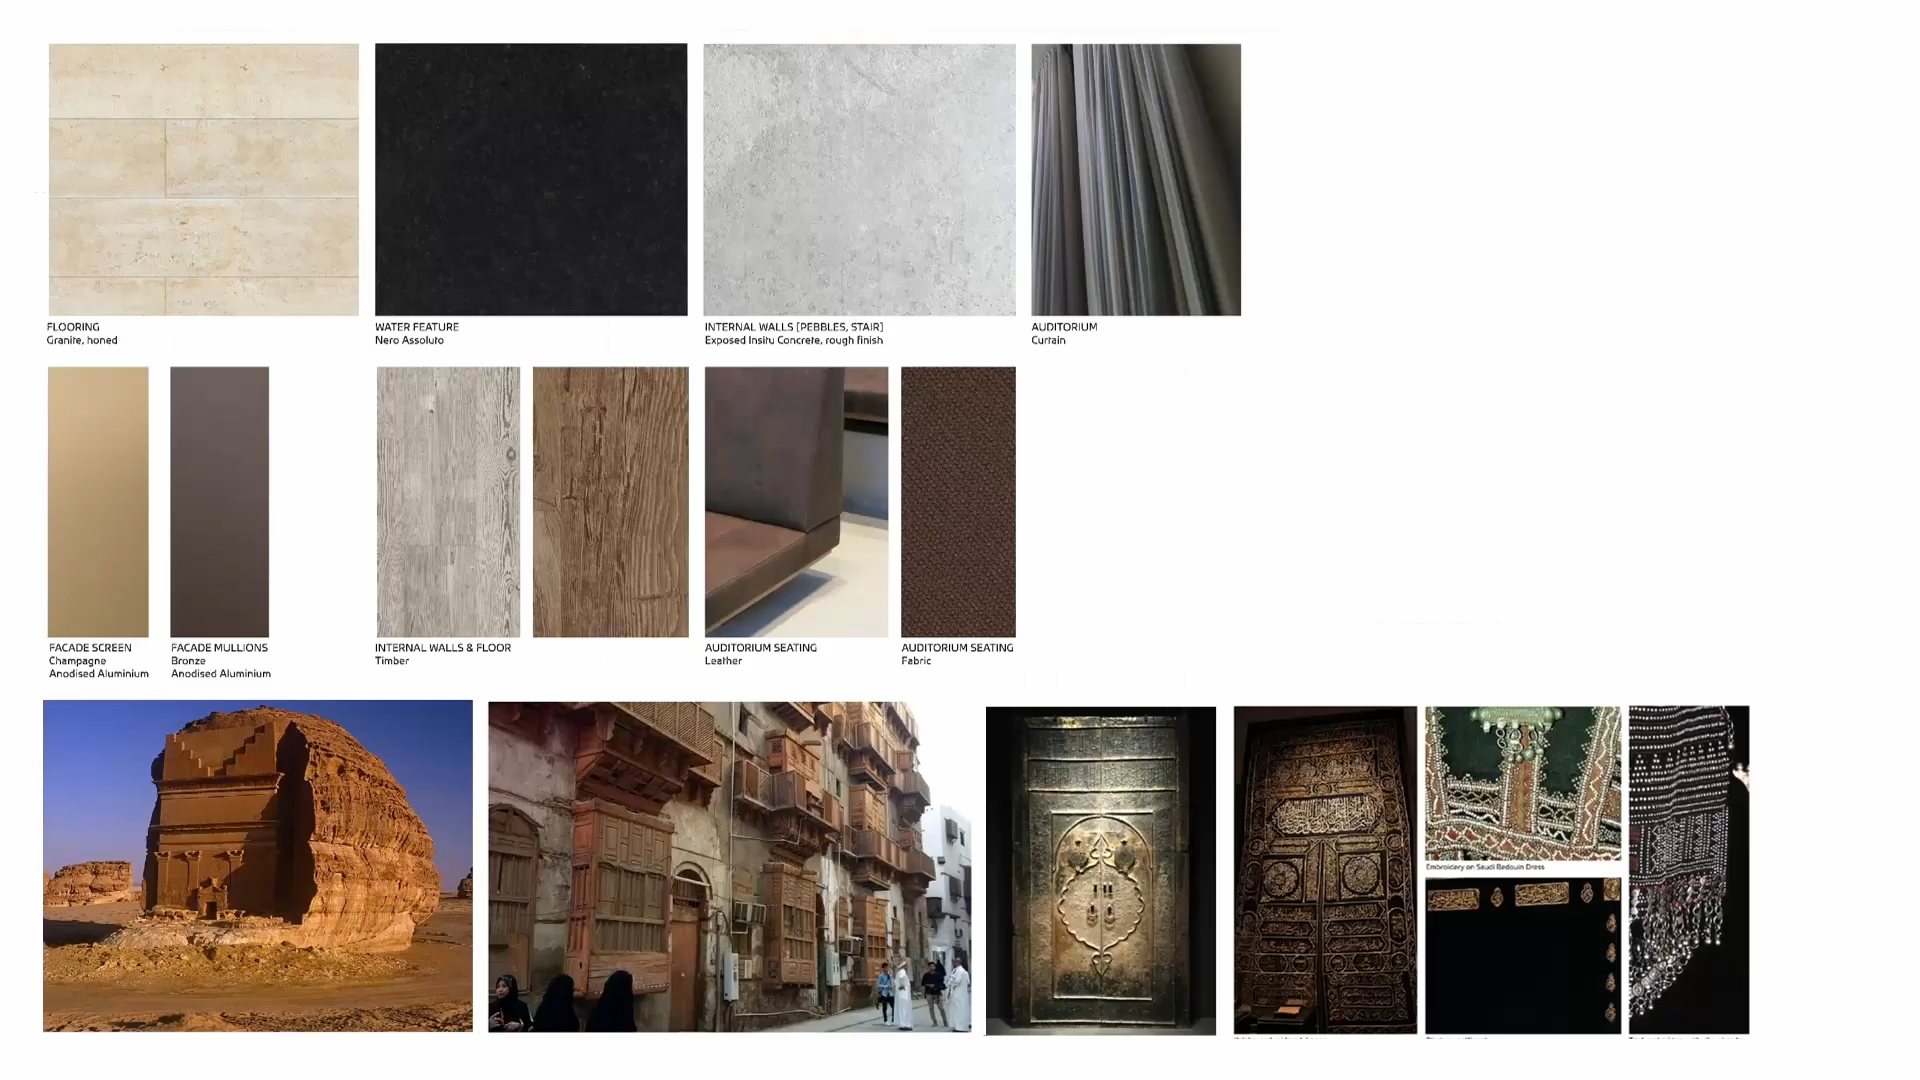 FLOORING
Granite, honed
WATER FEATURE
Nero Assoluto
INTERNAL WALLS [PEBBLES, STAIR]
Exposed Insitu Concrete, rough finish
AUDITORIUM
Curtain
FACADE SCREEN
Champagne
Anodised Aluminium
FACADE MULLIONS
Bronze
Anodised Aluminium
INTERNAL WALLS & FLOOR
Timber
AUDITORIUM SEATING
Leather
AUDITORIUM SEATING
Fabric
Embroidery on Saudi Bedouin Dress